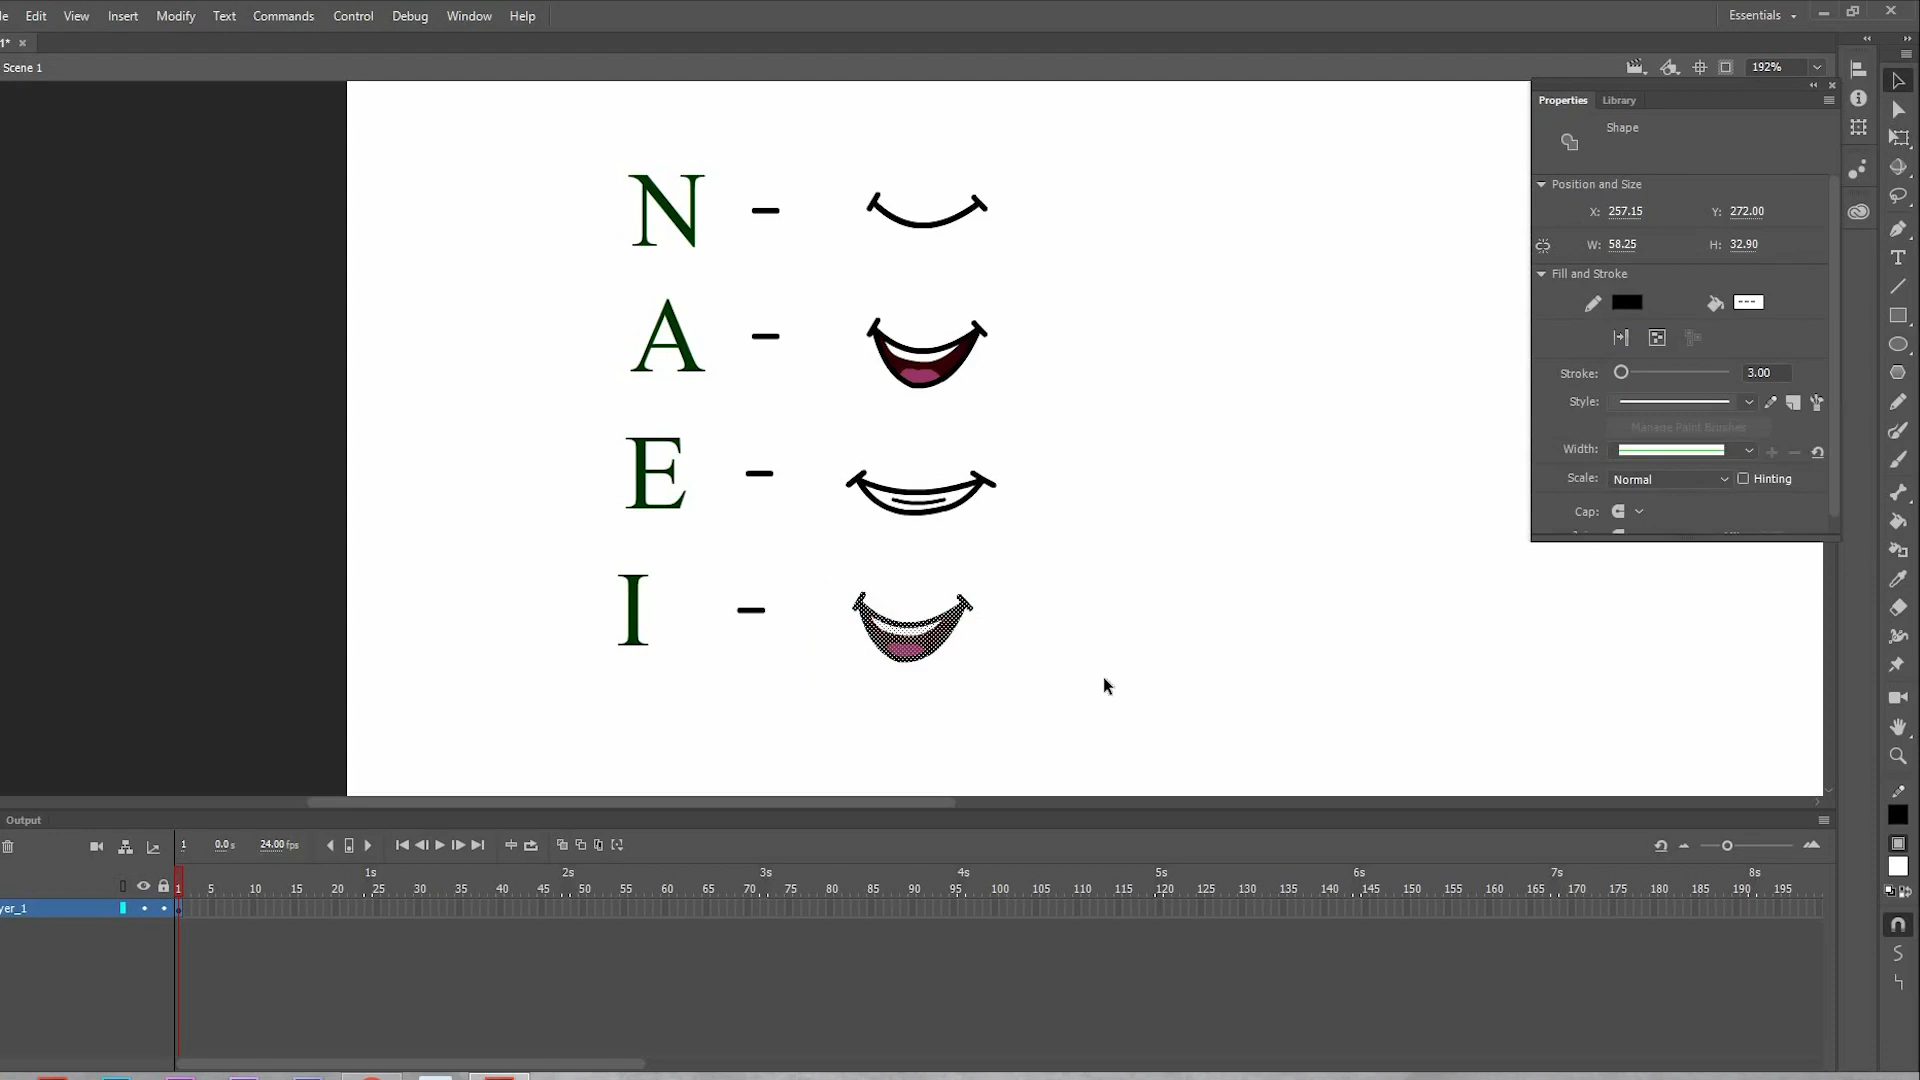 Edit View Insert Modify Text Commands Control Debug Window Help Essentials
1*
Scene 1 192%
Properties Library
Shape
Position and Size
X: 257.15 Y: 272.00
W: 58.25 H: 32.90
Fill and Stroke
Stroke: 3.00
Style:
Manage Paint Brushes
Width:
Scale: Normal Hinting
Cap:
N -
A -
E -
I -
Output
1 0.0 s 24.00 fps
1s 2s 3s 4s 5s 6s 7s 8s
1 5 10 15 20 25 30 35 40 45 50 55 60 65 70 75 80 85 90 95 100 105 110 115 120 125 130 135 140 145 150 155 160 165 170 175 180 185 190 195
yer_1